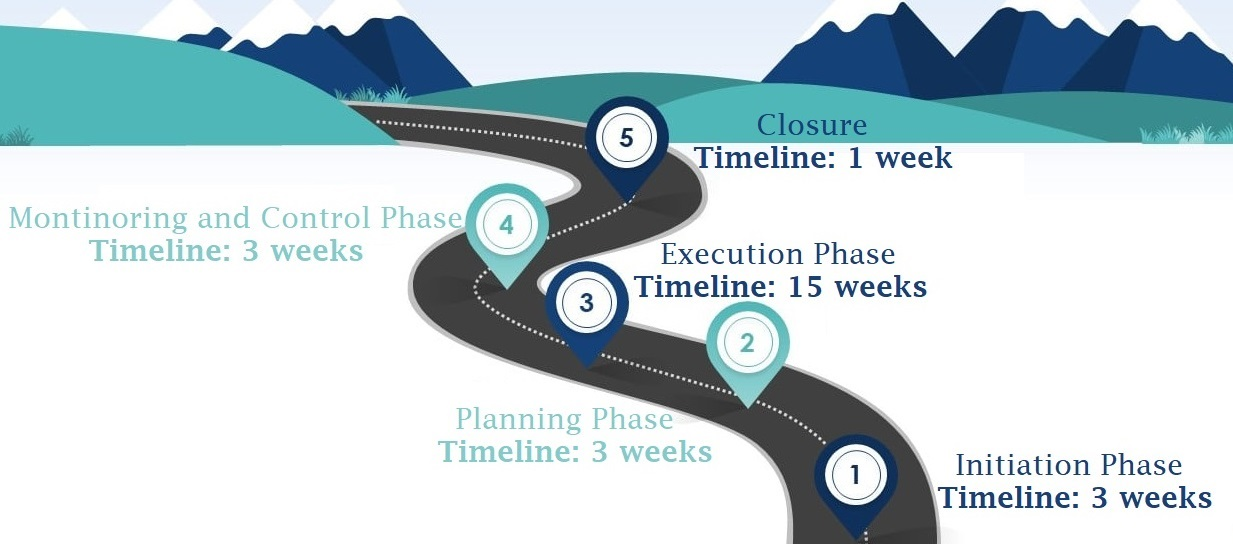 5
Closure
Timeline: 1 week
4
Montinoring and Control Phase
Timeline: 3 weeks
3
Execution Phase
Timeline: 15 weeks
2
Planning Phase
Timeline: 3 weeks
1
Initiation Phase
Timeline: 3 weeks